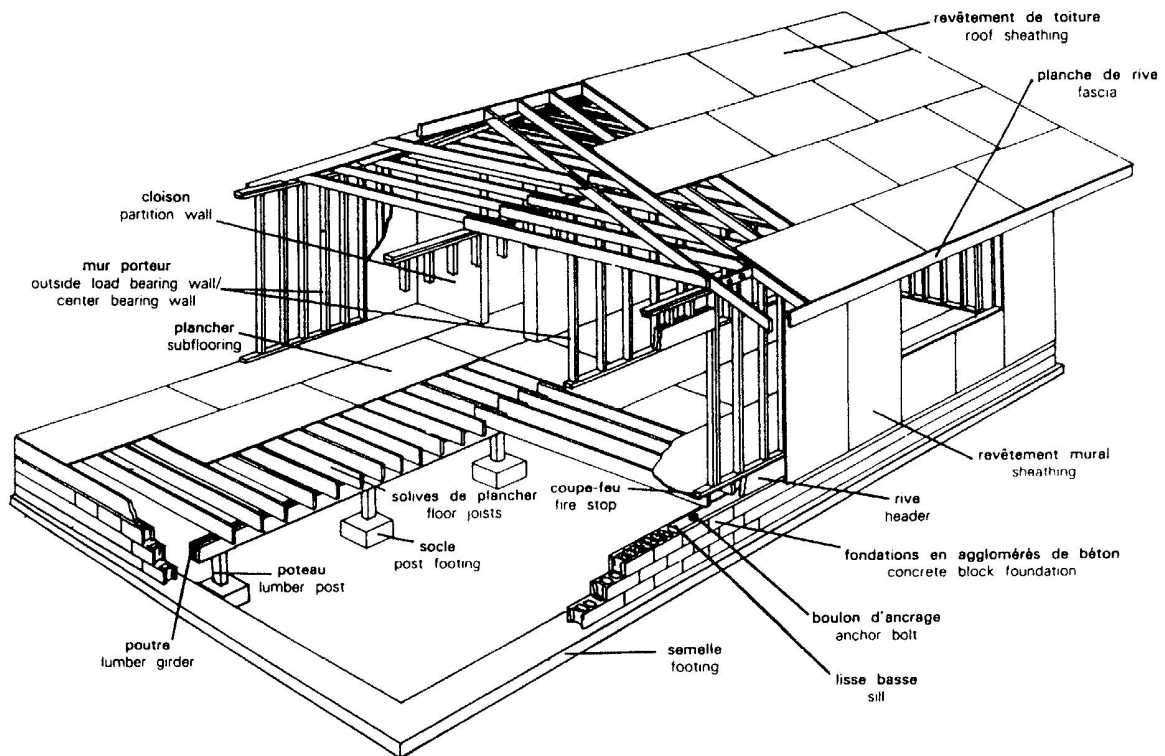 revêtement de toiture
roof sheathing
planche de rive
fascia
cloison
partition wall
mur porteur
outside load bearing wall/
center bearing wall
plancher
subflooring
solives de plancher
floor joists
coupe-feu
fire stop
revêtement mural
sheathing
rive
header
socle
post footing
fondations en agglomérés de béton
concrete block foundation
poteau
lumber post
boulon d'ancrage
anchor bolt
poutre
lumber girder
semelle
footing
lisse basse
sill